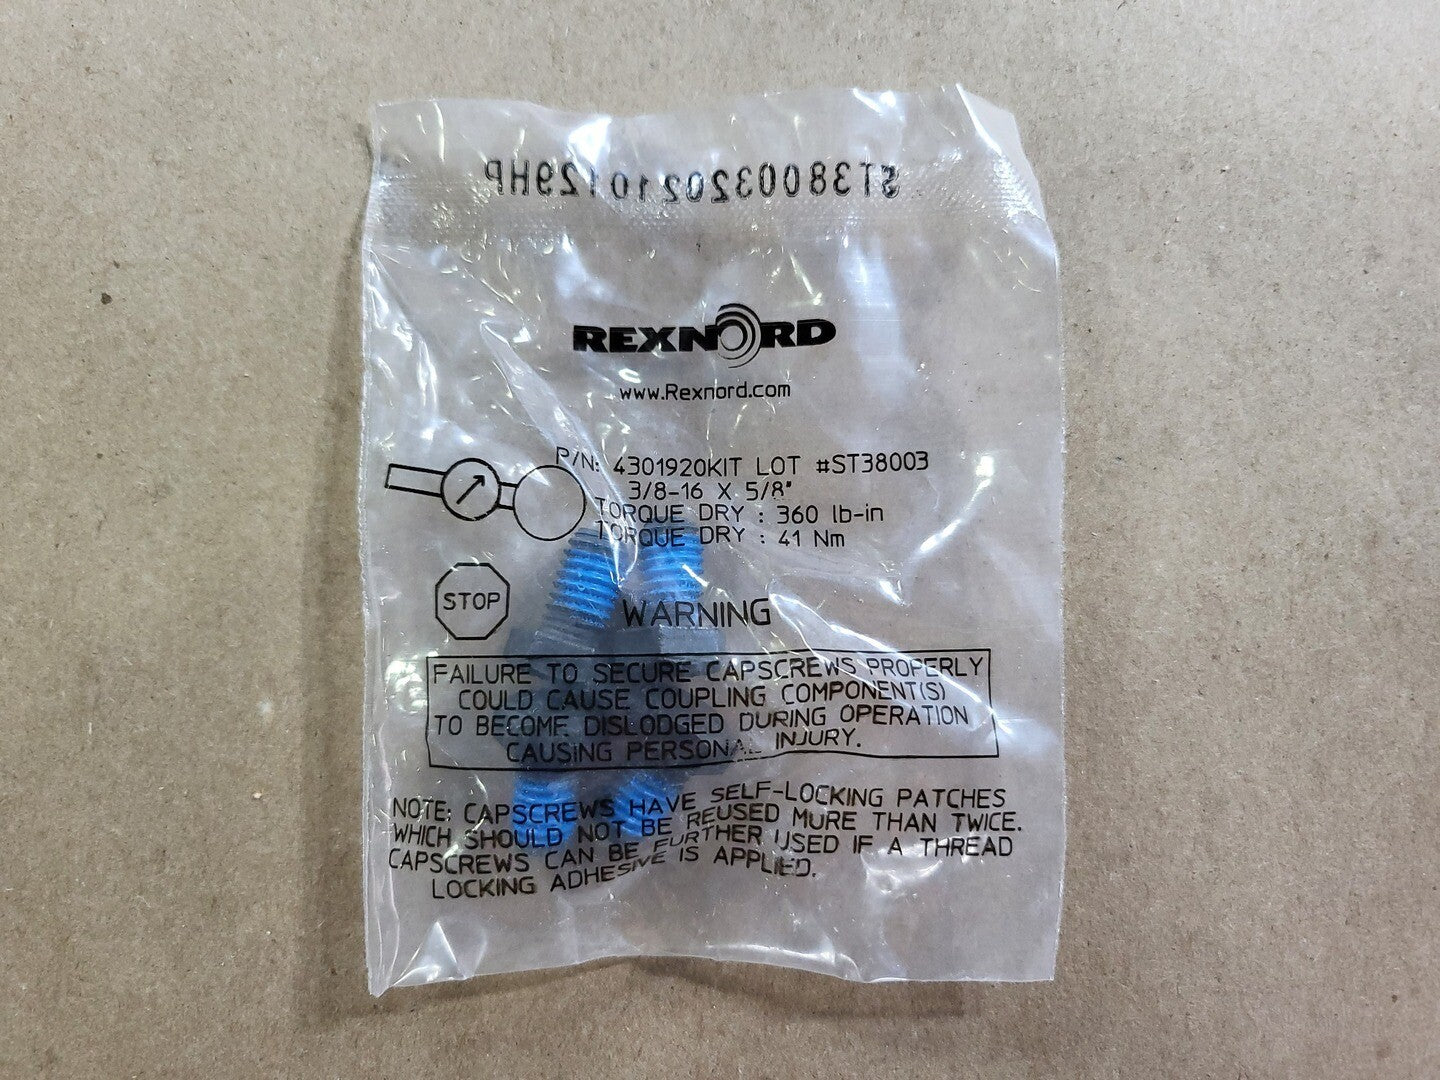 ST3800320210129HP
REXNORD
www.Rexnord.com
P/N: 4301920KIT LOT #ST38003
3/8-16 X 5/8"
TORQUE DRY : 360 lb-in
TORQUE DRY : 41 Nm
STOP
WARNING
FAILURE TO SECURE CAPSCREWS PROPERLY
COULD CAUSE COUPLING COMPONENT(S)
TO BECOME DISLODGED DURING OPERATION
CAUSING PERSONAL INJURY.
NOTE: CAPSCREWS HAVE SELF-LOCKING PATCHES
WHICH SHOULD NOT BE REUSED MORE THAN TWICE.
CAPSCREWS CAN BE FURTHER USED IF A THREAD
LOCKING ADHESIVE IS APPLIED.